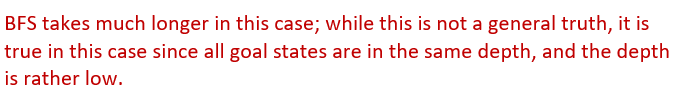 BFS takes much longer in this case; while this is not a general truth, it is
true in this case since all goal states are in the same depth, and the depth
is rather low.